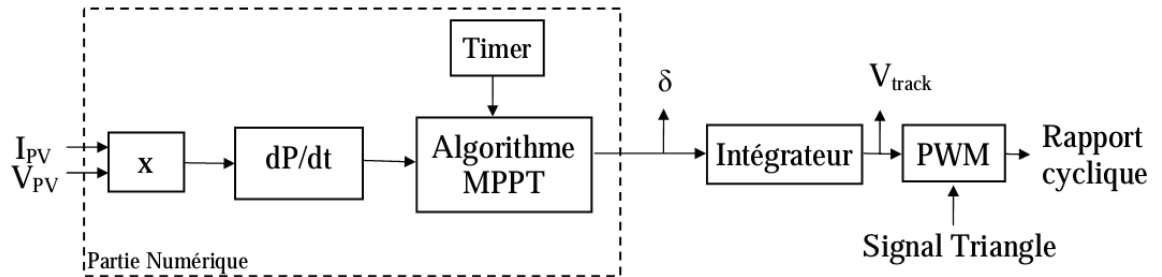 Timer
I_PV
V_PV
x
dP/dt
Algorithme
MPPT
δ
Intégrateur
V_track
PWM
Rapport
cyclique
Signal Triangle
Partie Numérique